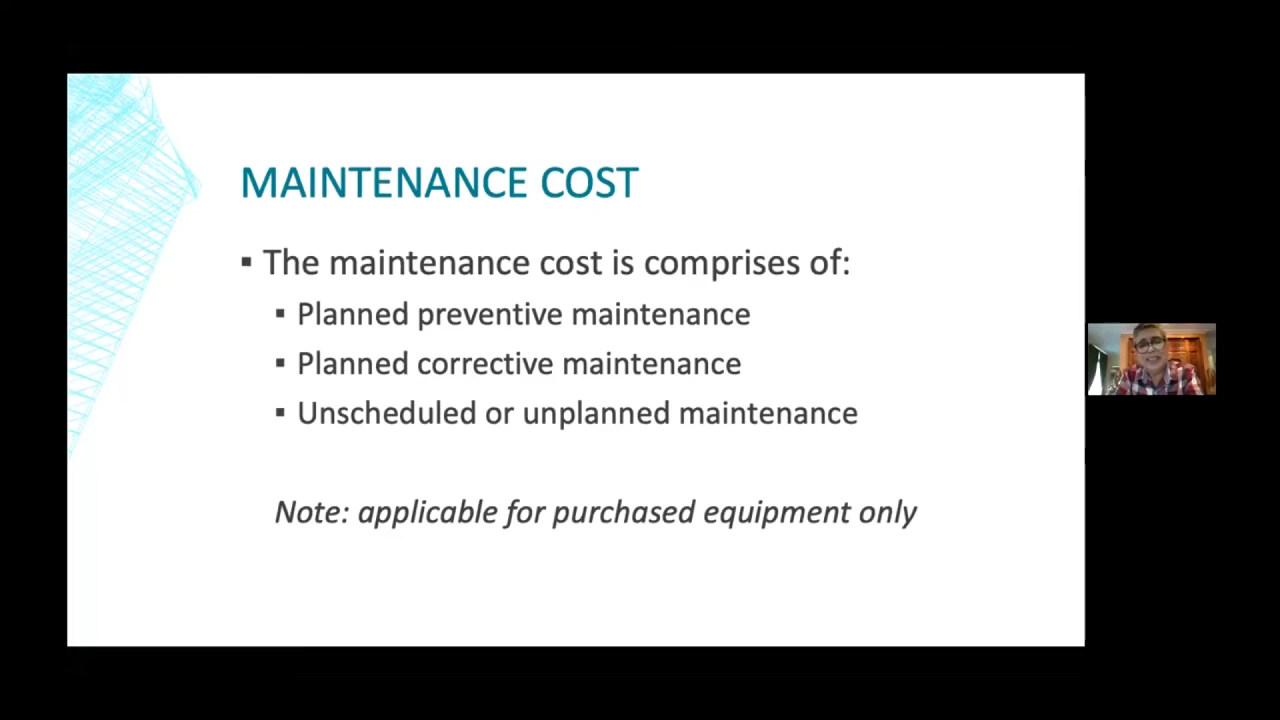 MAINTENANCE COST
▪ The maintenance cost is comprises of:
▪ Planned preventive maintenance
▪ Planned corrective maintenance
▪ Unscheduled or unplanned maintenance
Note: applicable for purchased equipment only